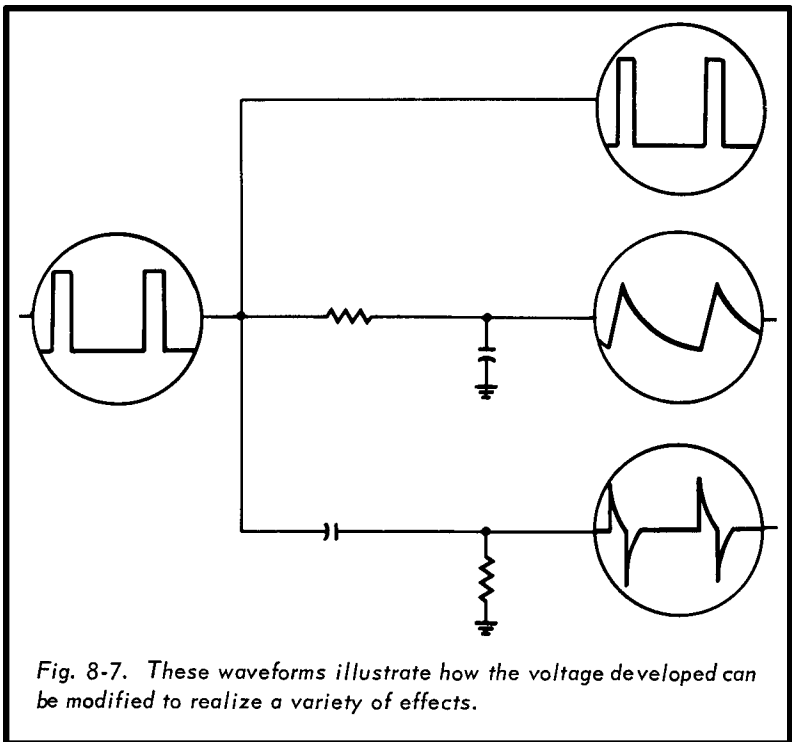 Fig. 8-7. These waveforms illustrate how the voltage developed can
be modified to realize a variety of effects.